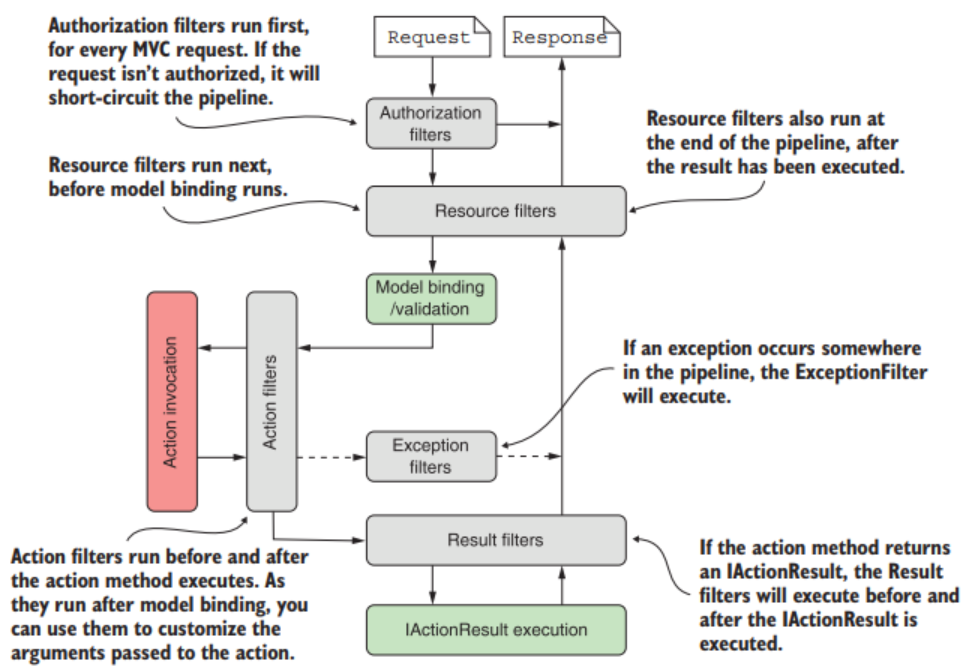 Authorization filters run first,
for every MVC request. If the
request isn't authorized, it will
short-circuit the pipeline.
Request
Response
Authorization
filters
Resource filters also run at
the end of the pipeline, after
the result has been executed.
Resource filters run next,
before model binding runs.
Resource filters
Model binding
/validation
Action invocation
Action filters
If an exception occurs somewhere
in the pipeline, the ExceptionFilter
will execute.
Exception
filters
Result filters
Action filters run before and after
the action method executes. As
they run after model binding, you
can use them to customize the
arguments passed to the action.
If the action method returns
an IActionResult, the Result
filters will execute before and
after the IActionResult is
executed.
IActionResult execution